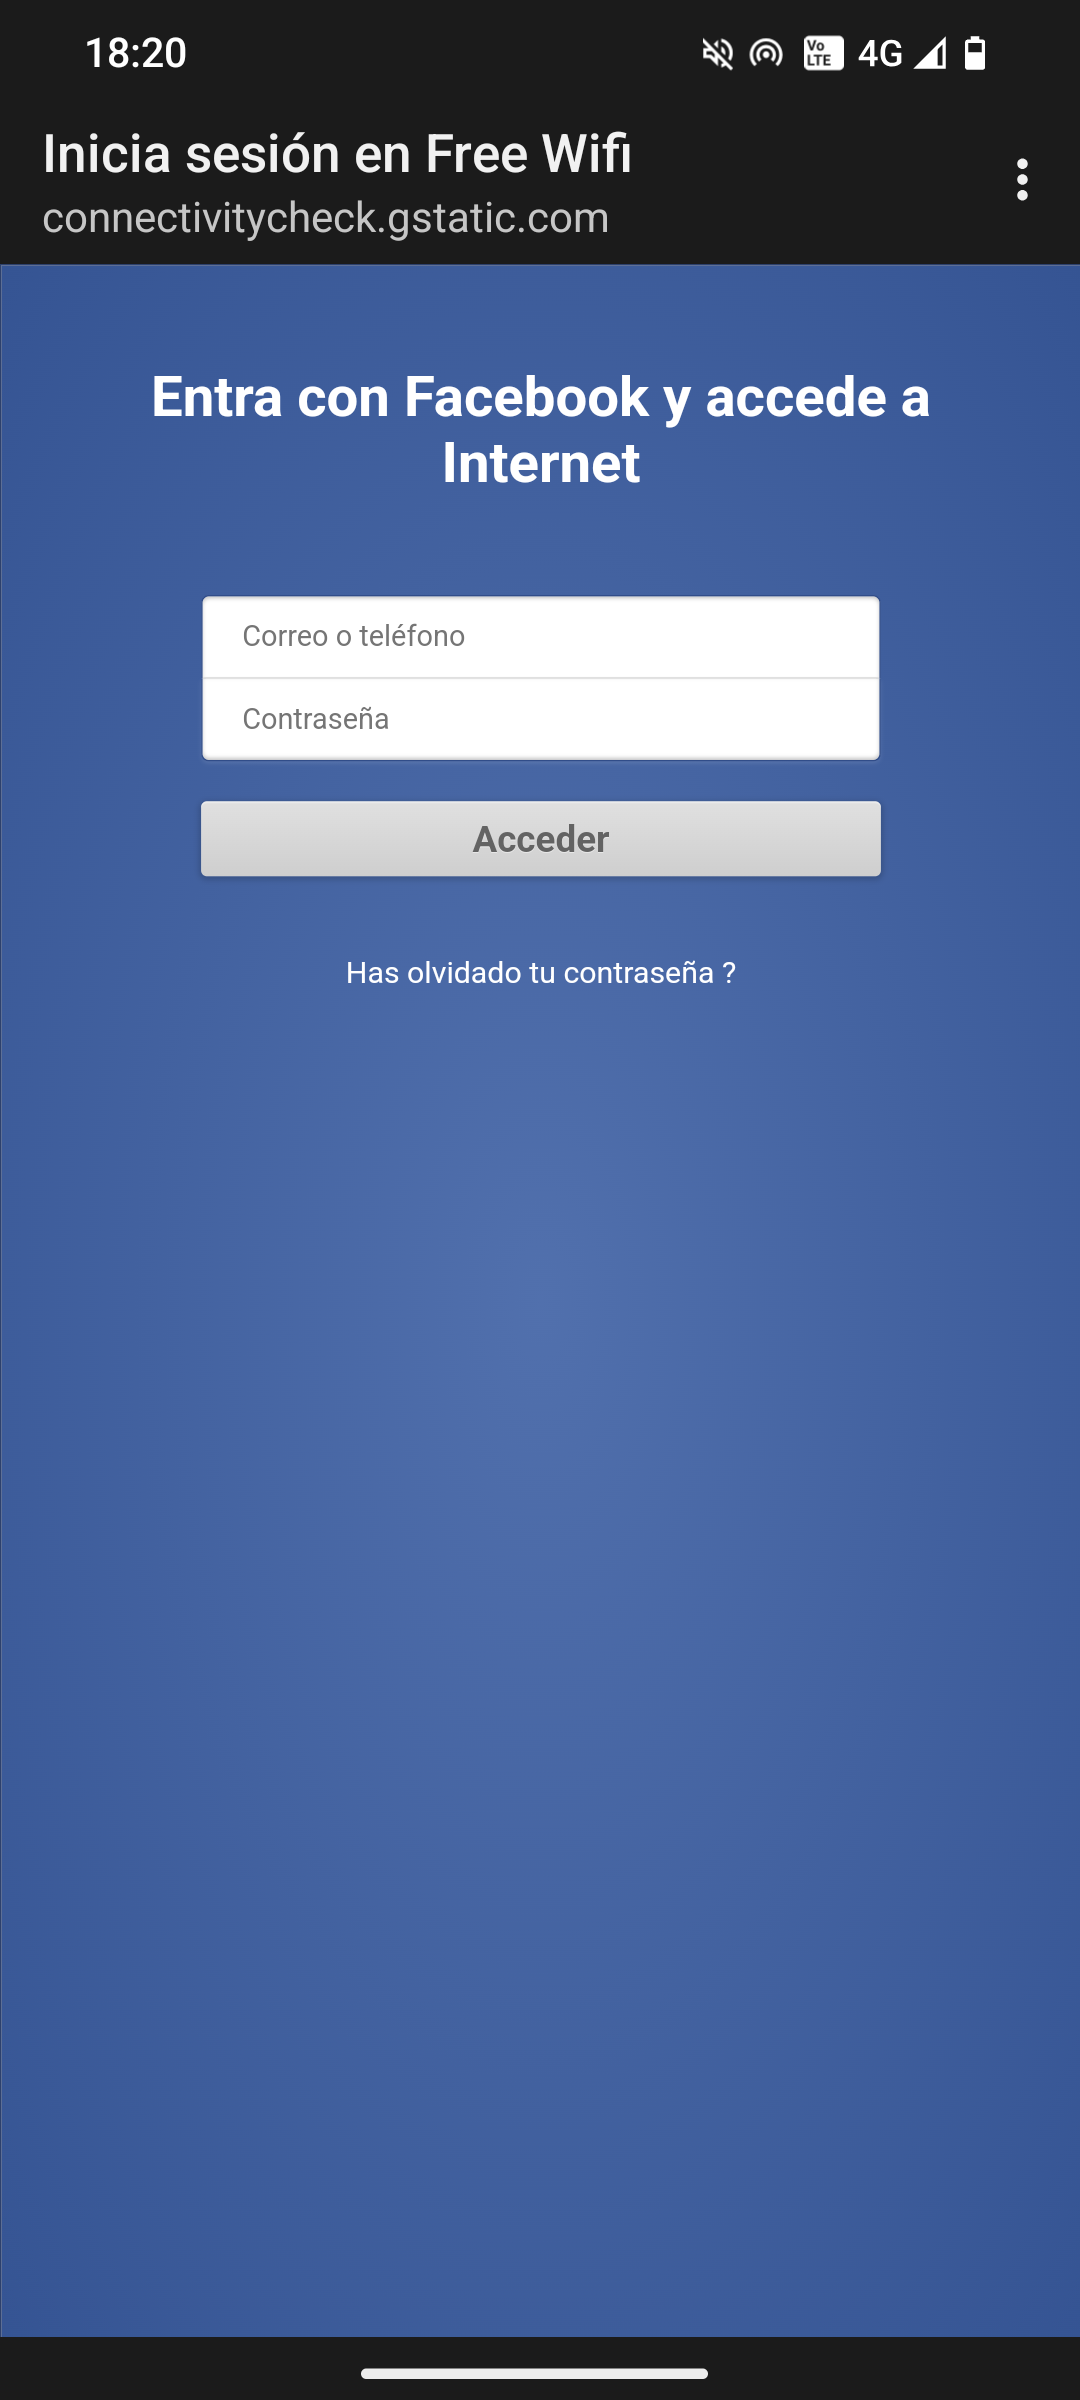 18:20
Vo
LTE
4G
Inicia sesión en Free Wifi
connectivitycheck.gstatic.com
Entra con Facebook y accede a
Internet
Correo o teléfono
Contraseña
Acceder
Has olvidado tu contraseña ?